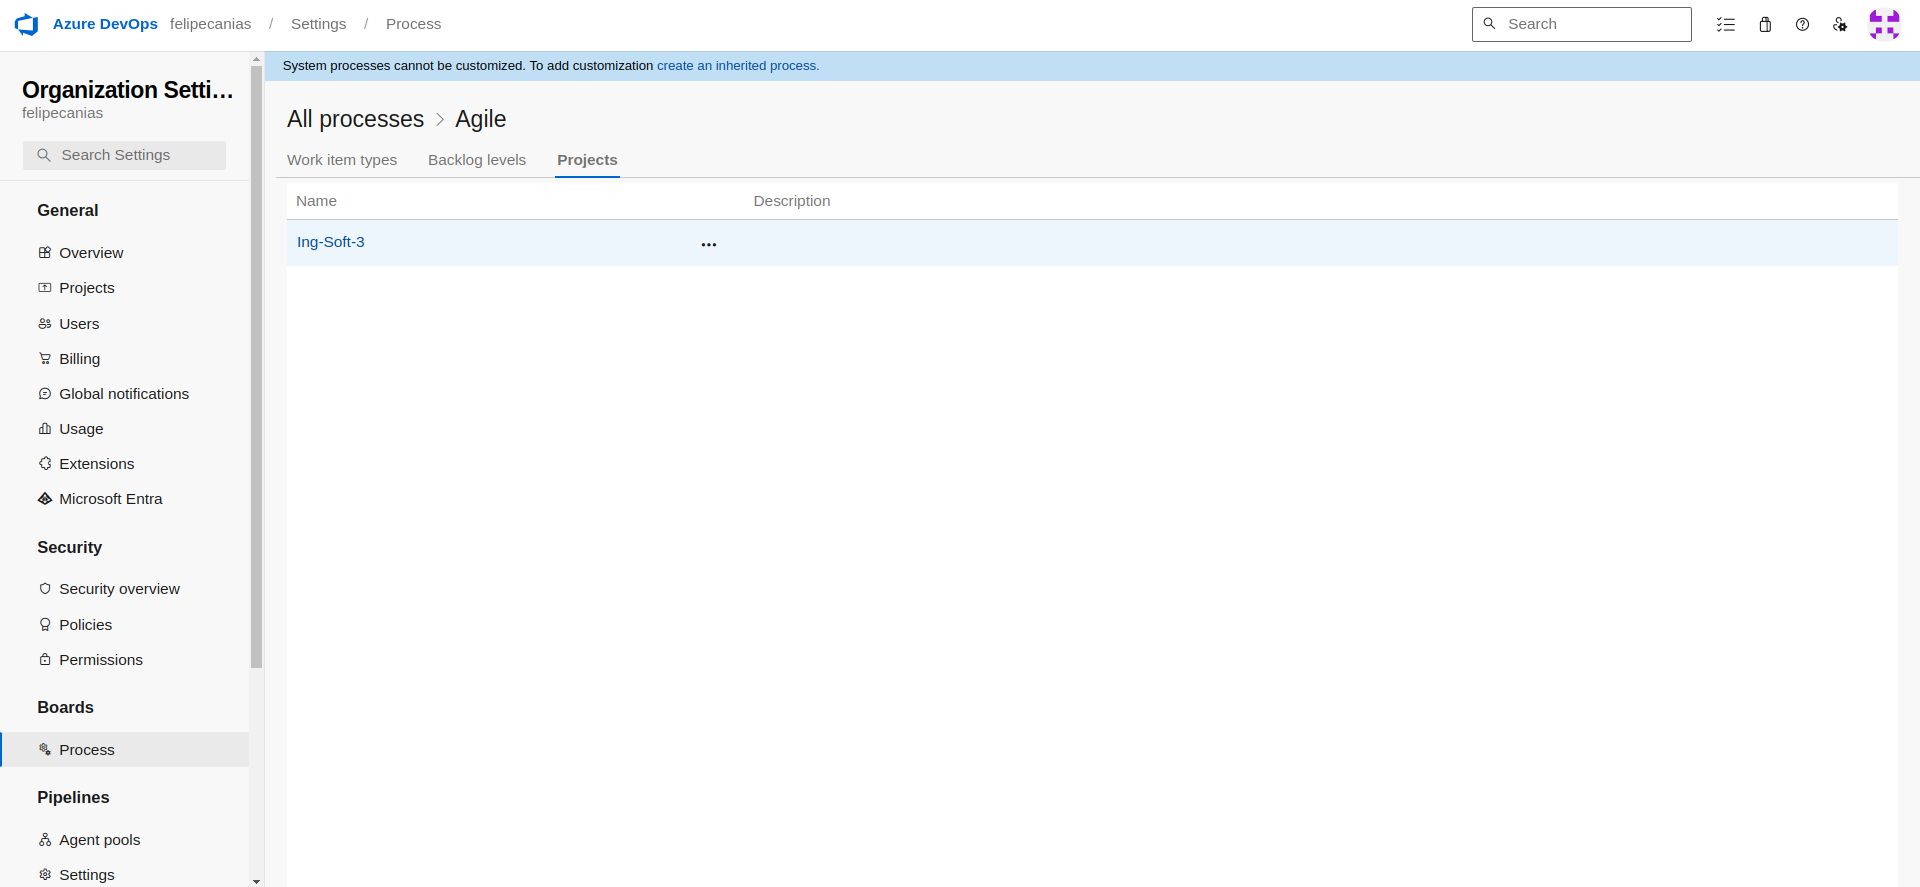 Azure DevOps felipecanias / Settings / Process
Search
System processes cannot be customized. To add customization create an inherited process.
Organization Setti...
felipecanias
Search Settings
General
Overview
Projects
Users
Billing
Global notifications
Usage
Extensions
Microsoft Entra
Security
Security overview
Policies
Permissions
Boards
Process
Pipelines
Agent pools
Settings
All processes > Agile
Work item types Backlog levels Projects
Name Description
Ing-Soft-3 ...